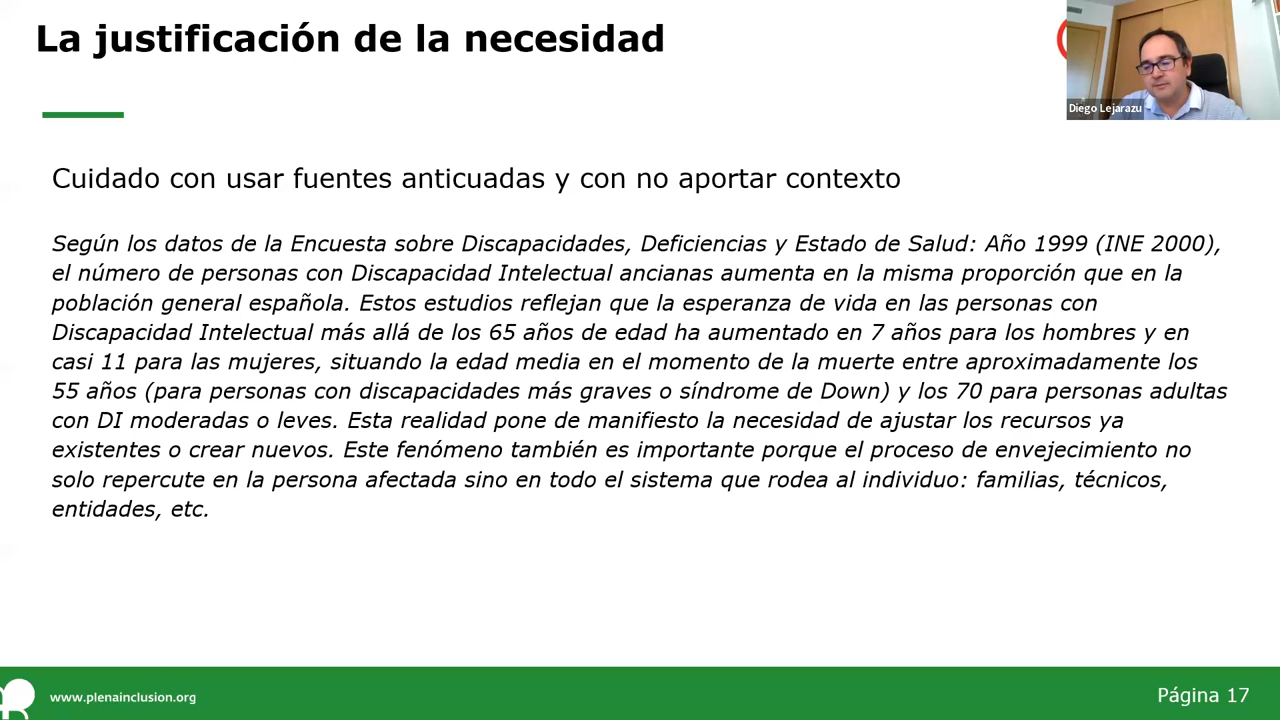 La justificación de la necesidad
Diego Lejarazu
Cuidado con usar fuentes anticuadas y con no aportar contexto
Según los datos de la Encuesta sobre Discapacidades, Deficiencias y Estado de Salud: Año 1999 (INE 2000),
el número de personas con Discapacidad Intelectual ancianas aumenta en la misma proporción que en la
población general española. Estos estudios reflejan que la esperanza de vida en las personas con
Discapacidad Intelectual más allá de los 65 años de edad ha aumentado en 7 años para los hombres y en
casi 11 para las mujeres, situando la edad media en el momento de la muerte entre aproximadamente los
55 años (para personas con discapacidades más graves o síndrome de Down) y los 70 para personas adultas
con DI moderadas o leves. Esta realidad pone de manifiesto la necesidad de ajustar los recursos ya
existentes o crear nuevos. Este fenómeno también es importante porque el proceso de envejecimiento no
solo repercute en la persona afectada sino en todo el sistema que rodea al individuo: familias, técnicos,
entidades, etc.
www.plenainclusion.org
Página 17